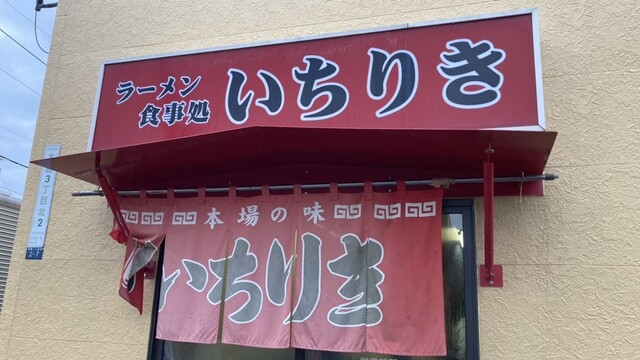 ラーメン
食事処
いちりき
本場の味
いちりき
3丁目北
2